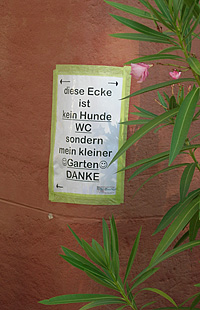 diese Ecke
ist
kein Hunde
WC
sondern
mein kleiner
Garten
DANKE